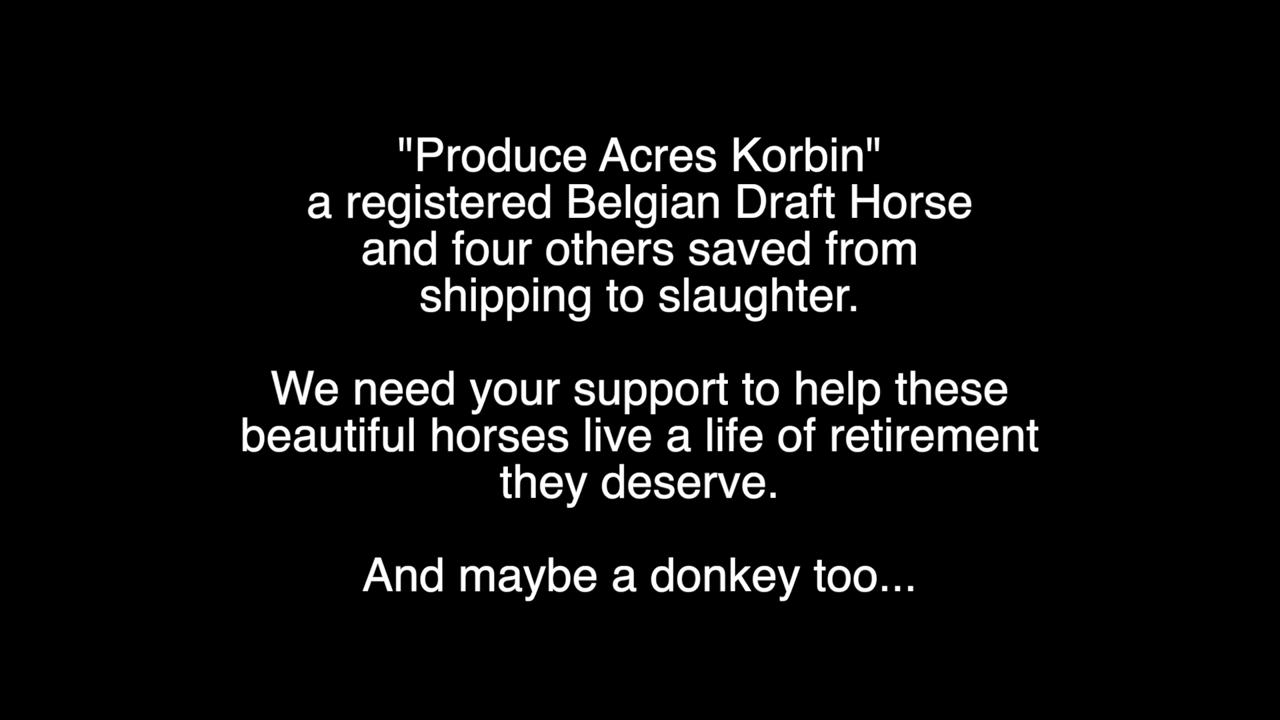 "Produce Acres Korbin"
a registered Belgian Draft Horse
and four others saved from
shipping to slaughter.
We need your support to help these
beautiful horses live a life of retirement
they deserve.
And maybe a donkey too...